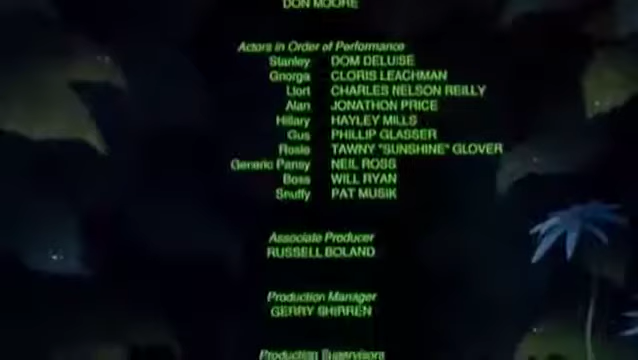 DON MOORE
Actors in Order of Performance
Stanley DOM DELUISE
Gnorga CLORIS LEACHMAN
Llort CHARLES NELSON REILLY
Alan JONATHON PRICE
Hillary HAYLEY MILLS
Gus PHILLIP GLASSER
Rosie TAWNY "SUNSHINE" GLOVER
Generic Pansy NEIL ROSS
Boss WILL RYAN
Snuffy PAT MUSIK
Associate Producer
RUSSELL BOLAND
Production Manager
GERRY SHIRREN
Production Supervisors